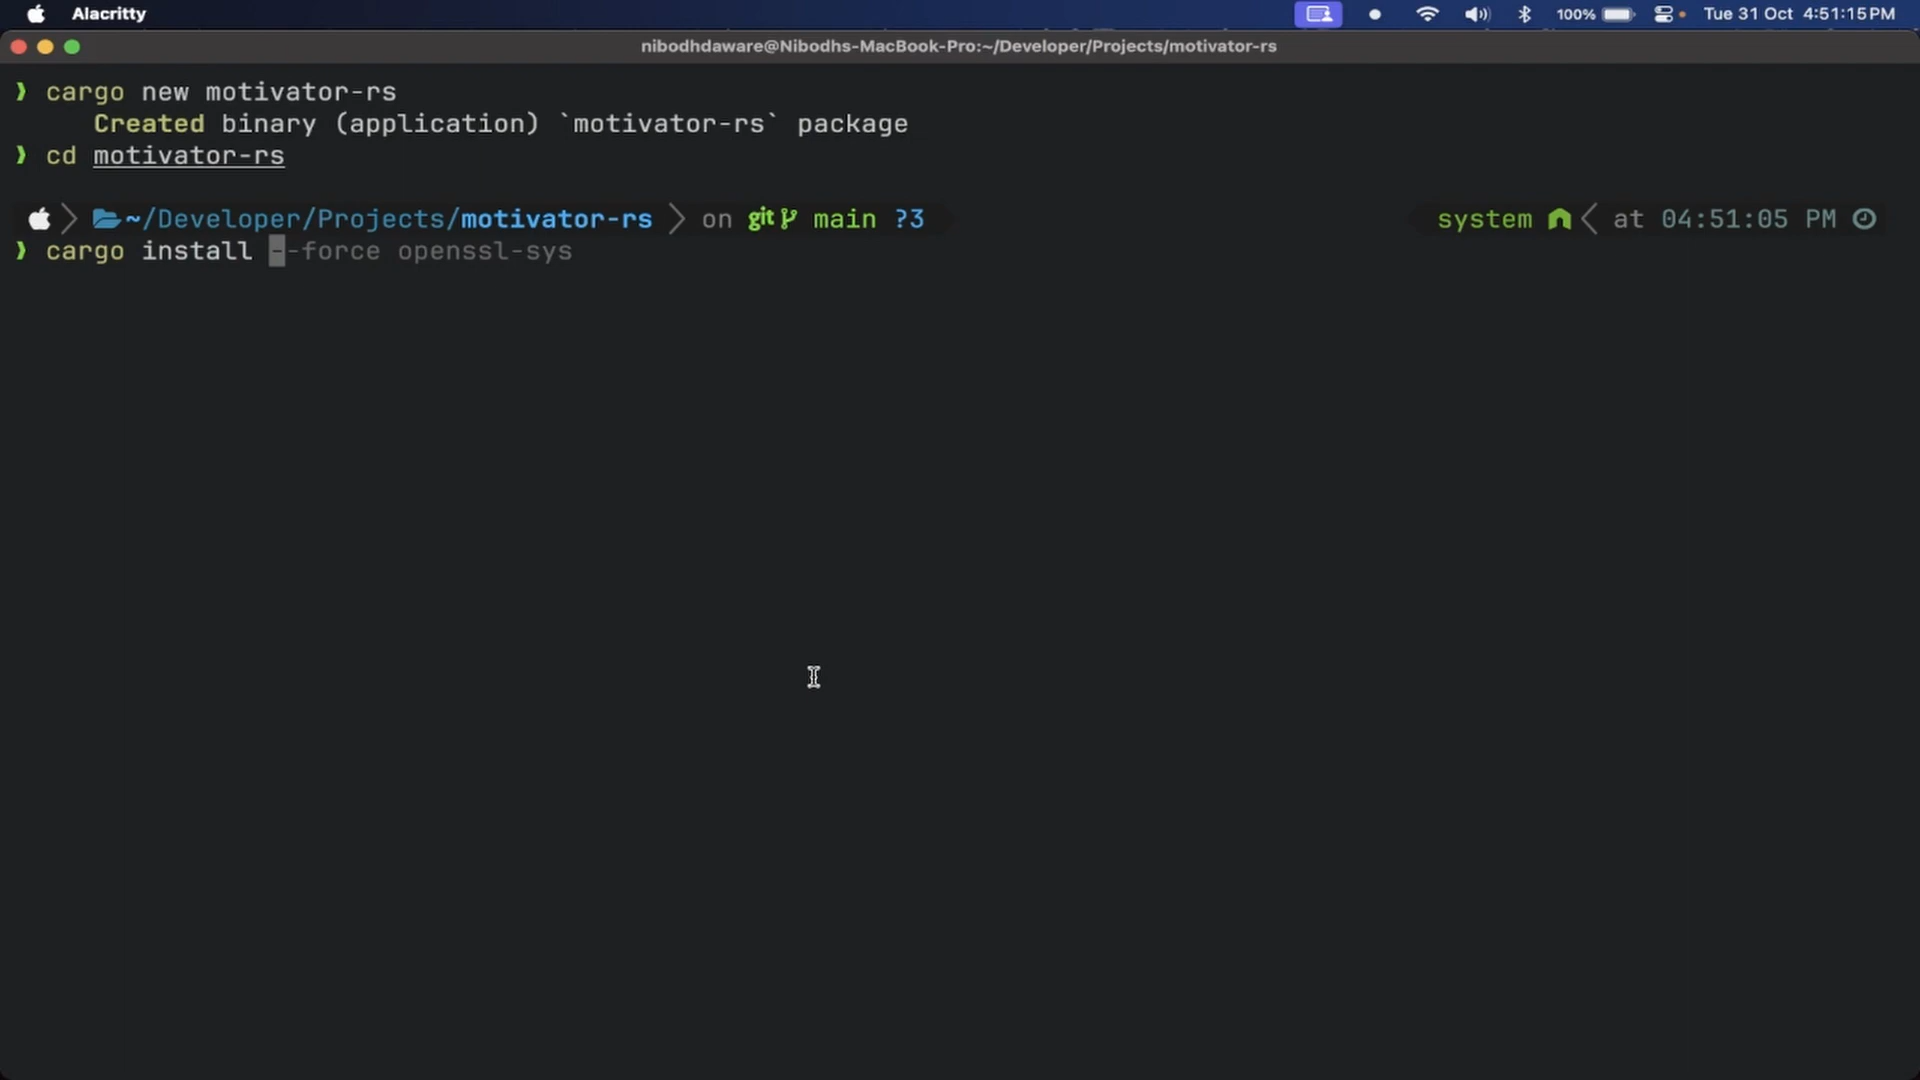 Alacritty 100% Tue 31 Oct 4:51:15 PM
nibodhdaware@Nibodhs-MacBook-Pro:~/Developer/Projects/motivator-rs
❱ cargo new motivator-rs
Created binary (application) `motivator-rs` package
❱ cd motivator-rs
~/Developer/Projects/motivator-rs on git main ?3 system at 04:51:05 PM
❱ cargo install --force openssl-sys